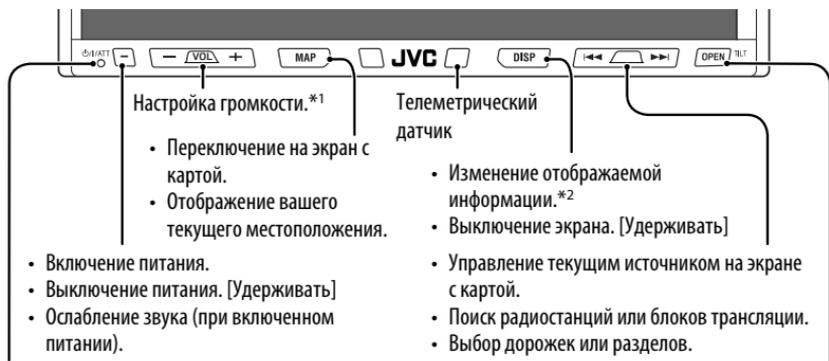 ⏻/I/ATT
− VOL + MAP JVC DISP ⏮ ⏭ OPEN TILT
Настройка громкости.*1
• Переключение на экран с
картой.
• Отображение вашего
текущего местоположения.
Телеметрический
датчик
• Изменение отображаемой
информации.*2
• Выключение экрана. [Удерживать]
• Включение питания.
• Выключение питания. [Удерживать]
• Ослабление звука (при включенном
питании).
• Управление текущим источником на экране
с картой.
• Поиск радиостанций или блоков трансляции.
• Выбор дорожек или разделов.